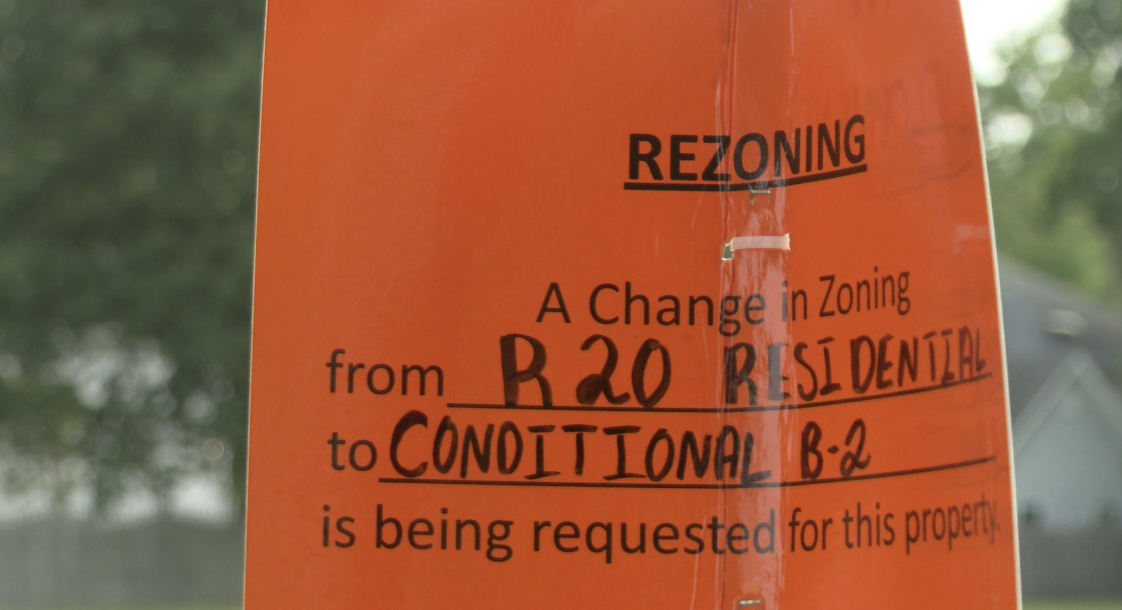 REZONING
A Change in Zoning
from R20 RESIDENTIAL
to CONDITIONAL B-2
is being requested for this property.